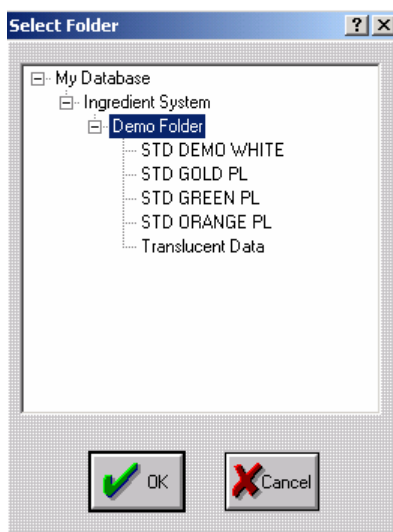 Select Folder
My Database
Ingredient System
Demo Folder
STD DEMO WHITE
STD GOLD PL
STD GREEN PL
STD ORANGE PL
Translucent Data
OK
Cancel